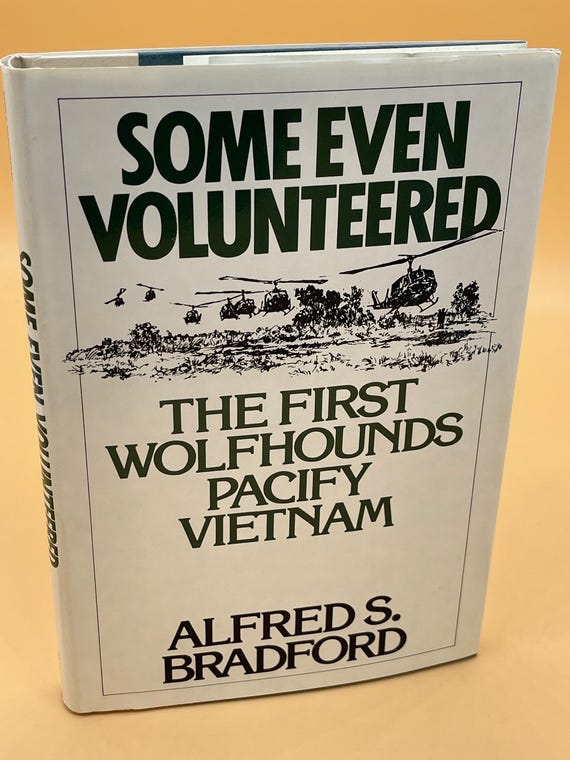 SOME EVEN
VOLUNTEERED
THE FIRST
WOLFHOUNDS
PACIFY
VIETNAM
ALFRED S.
BRADFORD
SOME EVEN VOLUNTEERED